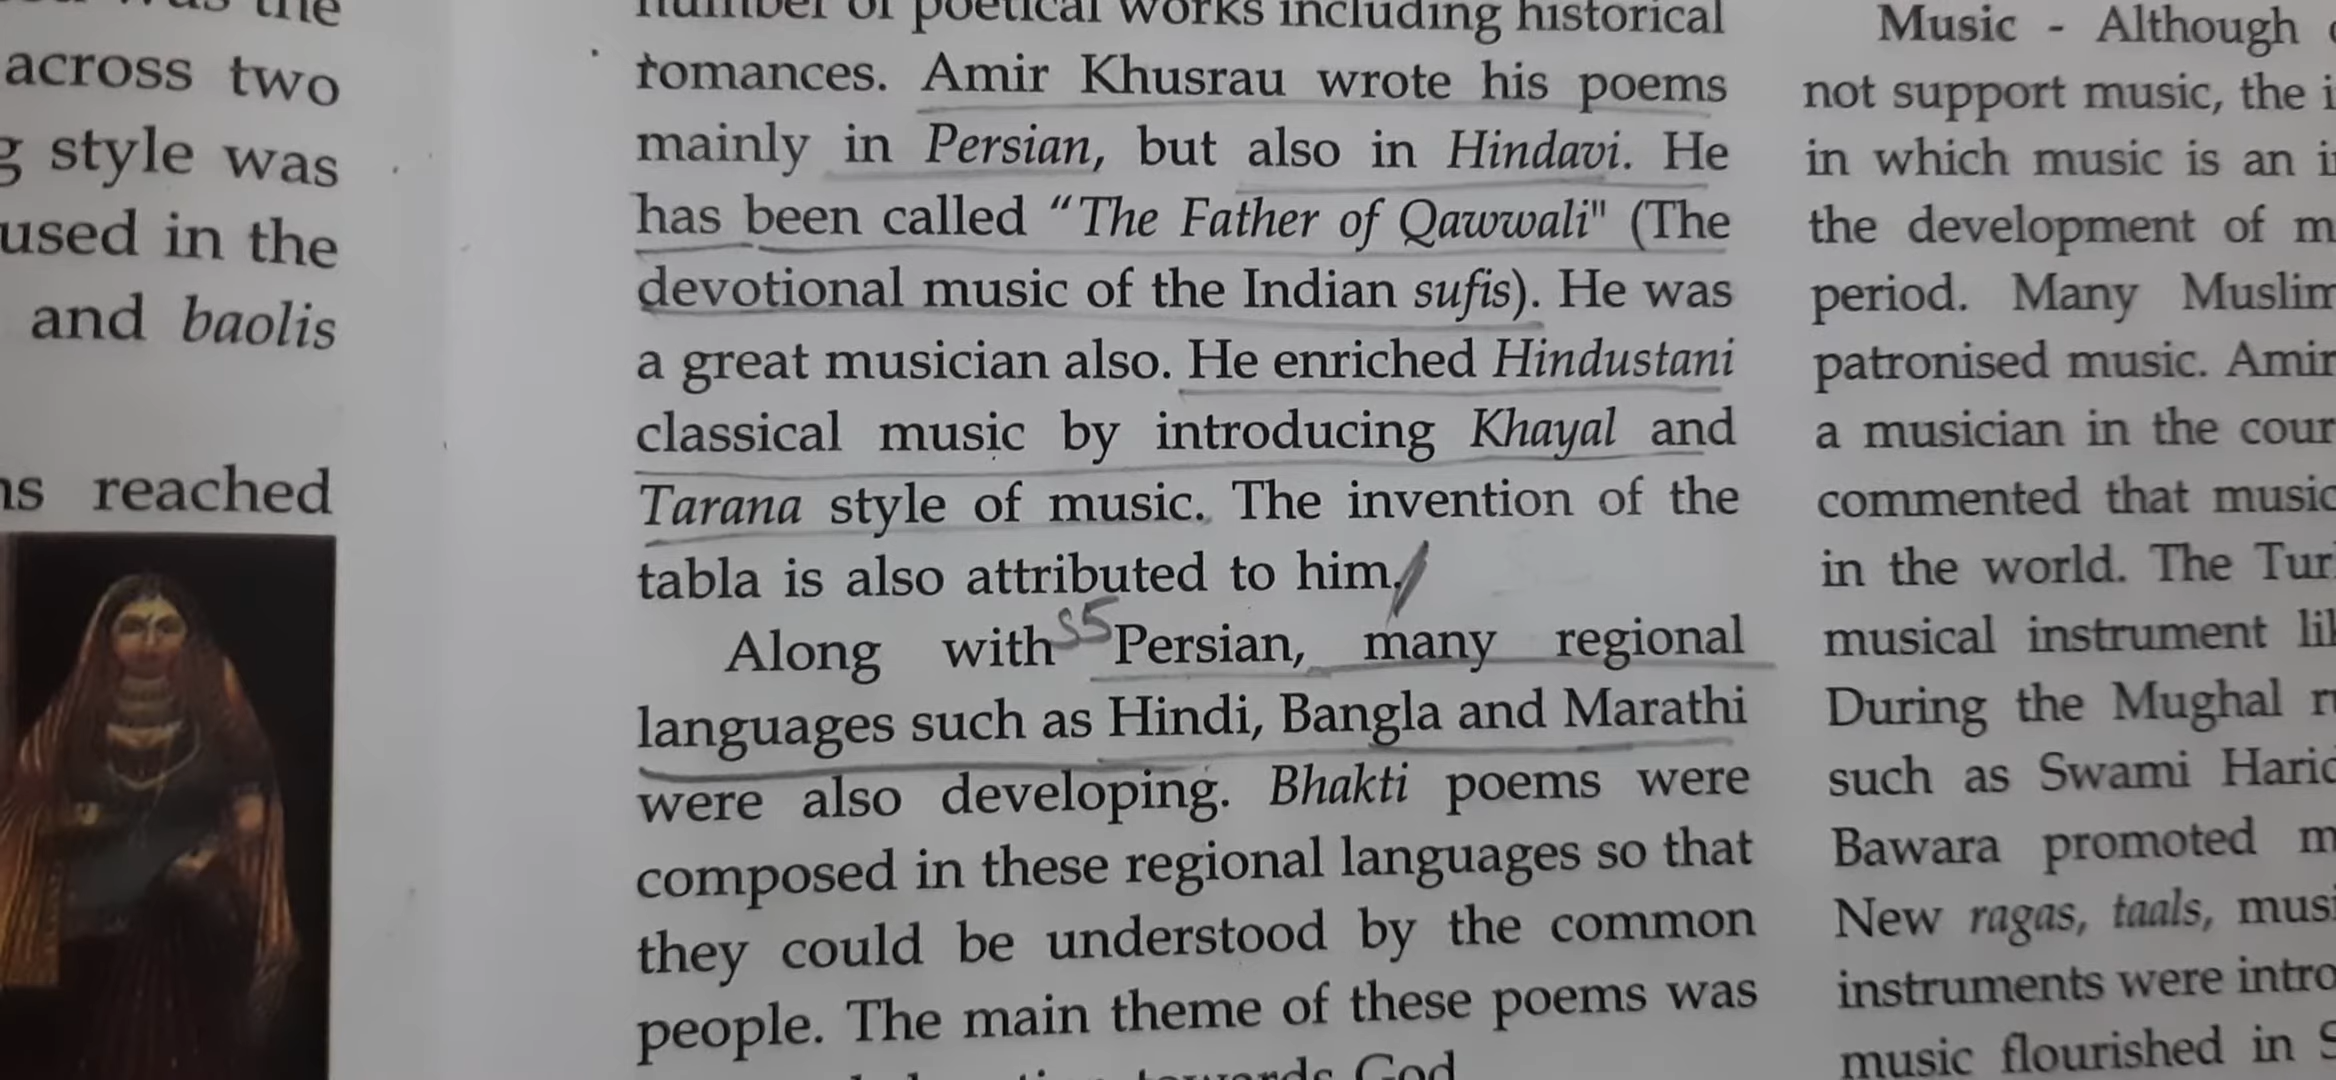 the
across two
style was
used in the
and baolis
reached
number of poetical works including historical
romances. Amir Khusrau wrote his poems
mainly in Persian, but also in Hindavi. He
has been called “The Father of Qawwali" (The
devotional music of the Indian sufis). He was
a great musician also. He enriched Hindustani
classical music by introducing Khayal and
Tarana style of music. The invention of the
tabla is also attributed to him.
55
Along with Persian, many regional
languages such as Hindi, Bangla and Marathi
were also developing. Bhakti poems were
composed in these regional languages so that
they could be understood by the common
people. The main theme of these poems was
towards God
Music - Although
not support music, the
in which music is an
the development of
period. Many Muslim
patronised music. Amir
a musician in the
commented that music
in the world. The
musical instrument
During the Mughal
such as Swami
Bawara promoted
New ragas, taals,
instruments were
music flourished in